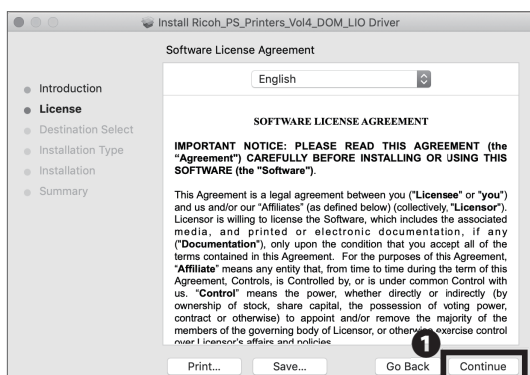 Install Ricoh_PS_Printers_Vol4_DOM_LIO Driver
Software License Agreement
Introduction
License
Destination Select
Installation Type
Installation
Summary
English
SOFTWARE LICENSE AGREEMENT
IMPORTANT NOTICE: PLEASE READ THIS AGREEMENT (the
“Agreement”) CAREFULLY BEFORE INSTALLING OR USING THIS
SOFTWARE (the "Software").
This Agreement is a legal agreement between you ("Licensee" or "you")
and us and/or our “Affiliates” (as defined below) (collectively, "Licensor").
Licensor is willing to license the Software, which includes the associated
media, and printed or electronic documentation, if any
("Documentation"), only upon the condition that you accept all of the
terms contained in this Agreement. For the purposes of this Agreement,
"Affiliate" means any entity that, from time to time during the term of this
Agreement, Controls, is Controlled by, or is under common Control with
us. "Control" means the power, whether directly or indirectly (by
ownership of stock, share capital, the possession of voting power,
contract or otherwise) to appoint and/or remove the majority of the
members of the governing body of Licensor, or otherwise exercise control
over Licensor's affairs and policies
1
Print...
Save...
Go Back
Continue